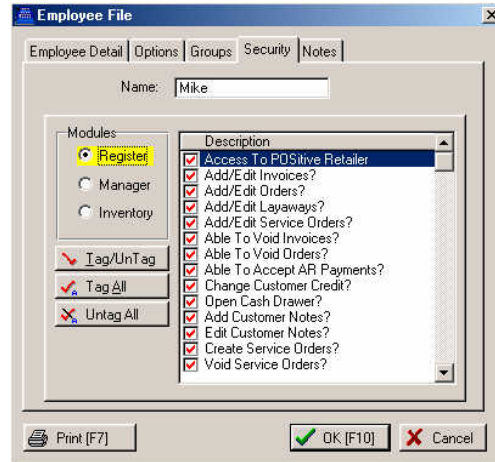 Employee File
Employee Detail Options Groups Security Notes
Name: Mike
Modules
Register
Manager
Inventory
Tag/UnTag
Tag All
Untag All
Description
Access To POSitive Retailer
Add/Edit Invoices?
Add/Edit Orders?
Add/Edit Layaways?
Add/Edit Service Orders?
Able To Void Invoices?
Able To Void Orders?
Able To Accept AR Payments?
Change Customer Credit?
Open Cash Drawer?
Add Customer Notes?
Edit Customer Notes?
Create Service Orders?
Void Service Orders?
Print [F7] OK [F10] Cancel